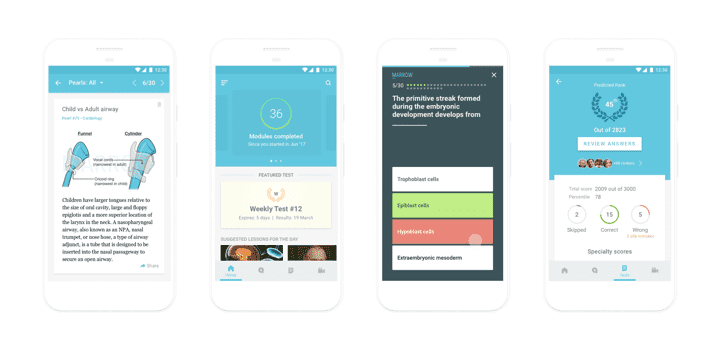 12:30
Pearls: All
6/30
Child vs Adult airway
Pearl 675 • Cardiology
Funnel
Cylinder
Vocal cords
(narrowest in adult)
Cricoid ring
(narrowest in child)
Children have larger tongues relative
to the size of oral cavity, large and floppy
epiglotis and a more superior location of
the larynx in the neck. A nasopharyngeal
airway, also known as an NPA, nasal
trumpet, or nose hose, a type of airway
adjunct, is a tube that is designed to be
inserted into the nasal passageway to
secure an open airway.
Share
12:30
36
Modules completed
Since you started in Jun '17
FEATURED TEST
Weekly Test #12
Expires: 5 days | Results: 19 March
SUGGESTED LESSONS FOR THE DAY
Home
MARROW
5/30
The primitive streak formed
during the embryonic
development develops from
Trophoblast cells
Epiblast cells
Hypoblast cells
Extraembryonic mesoderm
12:30
Predicted Rank
45
Out of 2823
REVIEW ANSWERS
Total score 2009 out of 3000
Percentile 78
2
Skipped
15
Correct
5
Wrong
Specialty scores
Tests